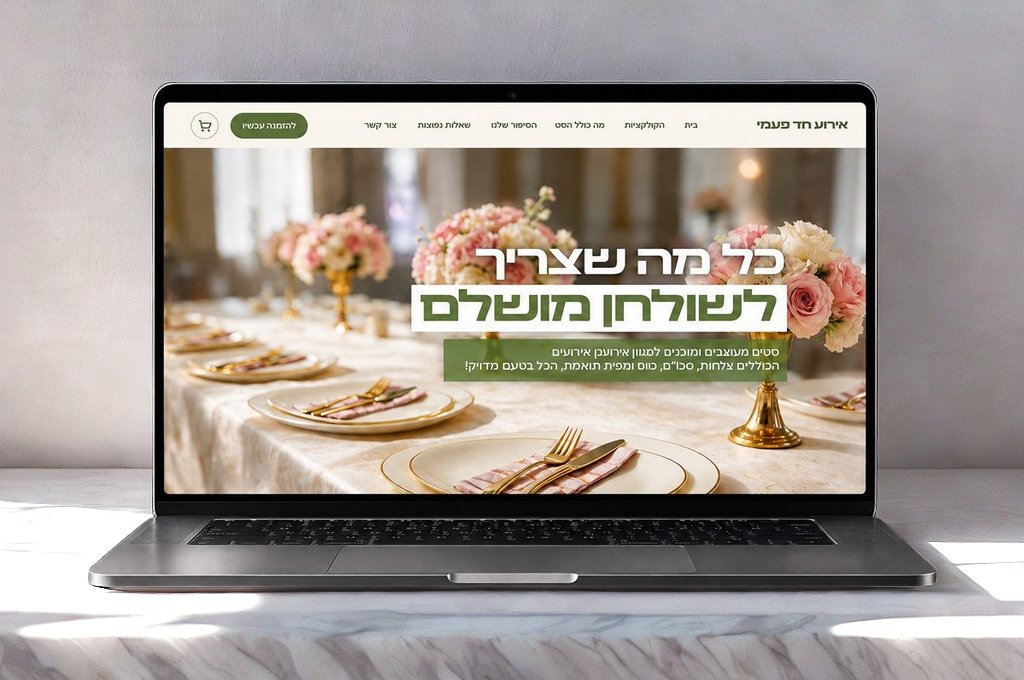 אירוע חד פעמי
בית
הקולקציות
מה כולל הסט
הסיפור שלנו
שאלות נפוצות
צור קשר
להזמנה עכשיו
כל מה שצריך
לשולחן מושלם
סטים מעוצבים ומוכנים למגוון אירוענן אירועים
הכוללים צלחות, סכו"ם, כוס ומפית תואמת, הכל בטעם מדויק!